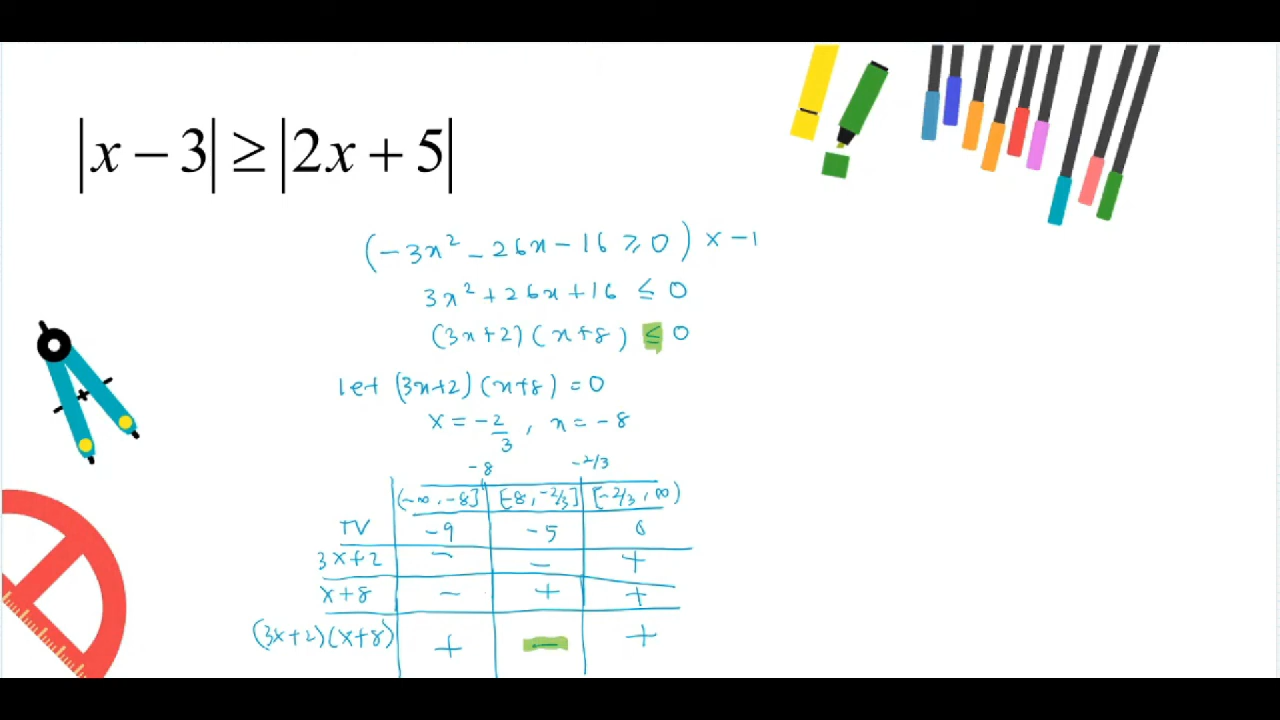 |x − 3| ≥ |2x + 5|
(−3x² − 26x − 16 ≥ 0) × −1
3x² + 26x + 16 ≤ 0
(3x+2)(x+8) ≤ 0
let (3x+2)(x+8) = 0
x = −2/3, x = −8
−8 −2/3
(−∞, −8] [−8, −2/3] [−2/3, ∞)
TV −9 −5 0
3x+2 − − +
x+8 − + +
(3x+2)(x+8) + − +